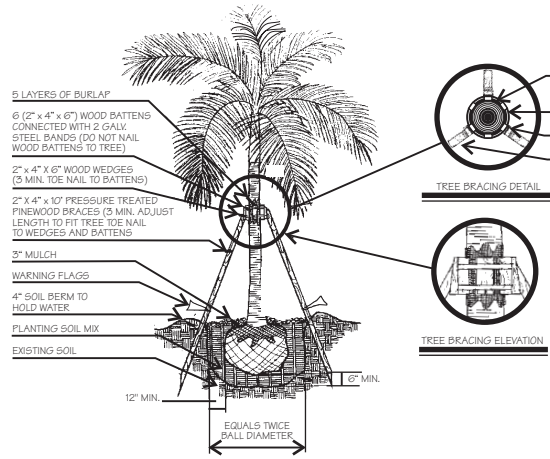 5 LAYERS OF BURLAP
6 (2" x 4" x 6") WOOD BATTENS
CONNECTED WITH 2 GALV.
STEEL BANDS (DO NOT NAIL
WOOD BATTENS TO TREE)
2" x 4" X 6" WOOD WEDGES
(3 MIN. TOE NAIL TO BATTENS)
2" X 4" x 10' PRESSURE TREATED
PINEWOOD BRACES (3 MIN. ADJUST
LENGTH TO FIT TREE TOE NAIL
TO WEDGES AND BATTENS
3" MULCH
WARNING FLAGS
4" SOIL BERM TO
HOLD WATER
PLANTING SOIL MIX
EXISTING SOIL
12" MIN.
6" MIN.
EQUALS TWICE
BALL DIAMETER
TREE BRACING DETAIL
TREE BRACING ELEVATION